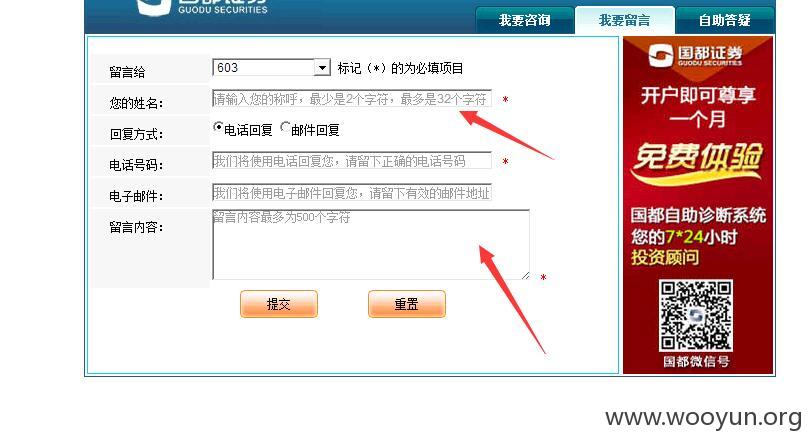 国都证券
GUODU SECURITIES
我要咨询
我要留言
自助答疑
留言给
603
标记（*）的为必填项目
您的姓名：
请输入您的称呼，最少是2个字符，最多是32个字符
*
回复方式：
电话回复
邮件回复
电话号码：
我们将使用电话回复您，请留下正确的电话号码
*
电子邮件：
我们将使用电子邮件回复您，请留下有效的邮件地址
留言内容：
留言内容最多为500个字符
*
提交
重置
国都证券
GUODU SECURITIES
开户即可尊享
一个月
免费体验
国都自助诊断系统
您的7*24小时
投资顾问
国都微信号
www.wooyun.org